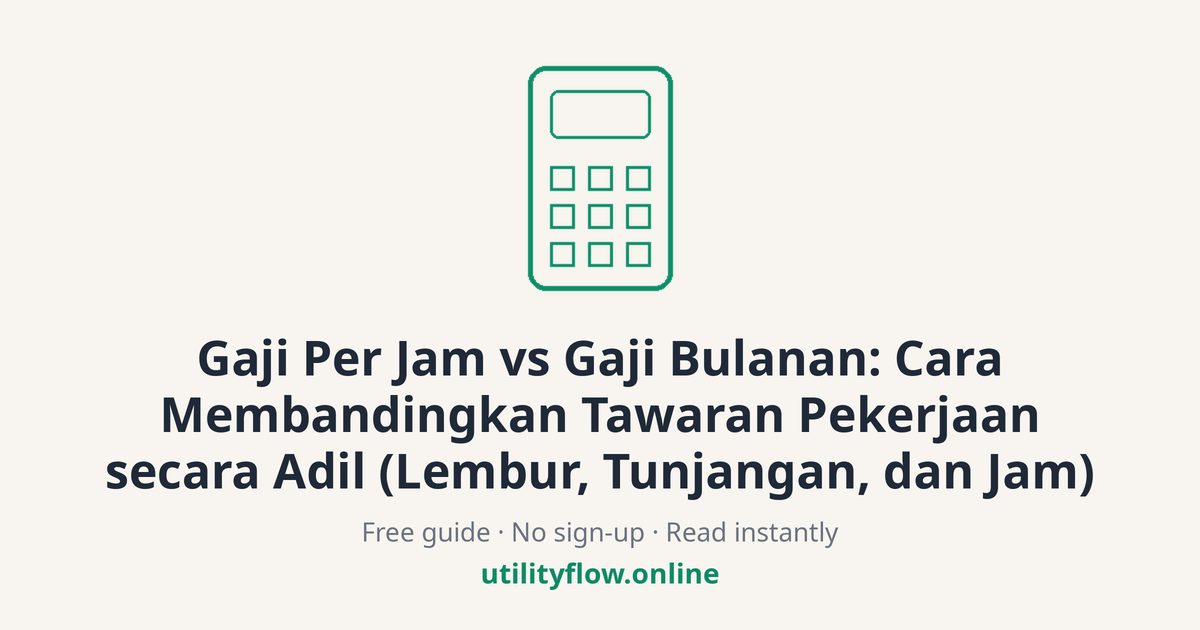 Gaji Per Jam vs Gaji Bulanan: Cara
Membandingkan Tawaran Pekerjaan
secara Adil (Lembur, Tunjangan, dan Jam)
Free guide · No sign-up · Read instantly
utilityflow.online